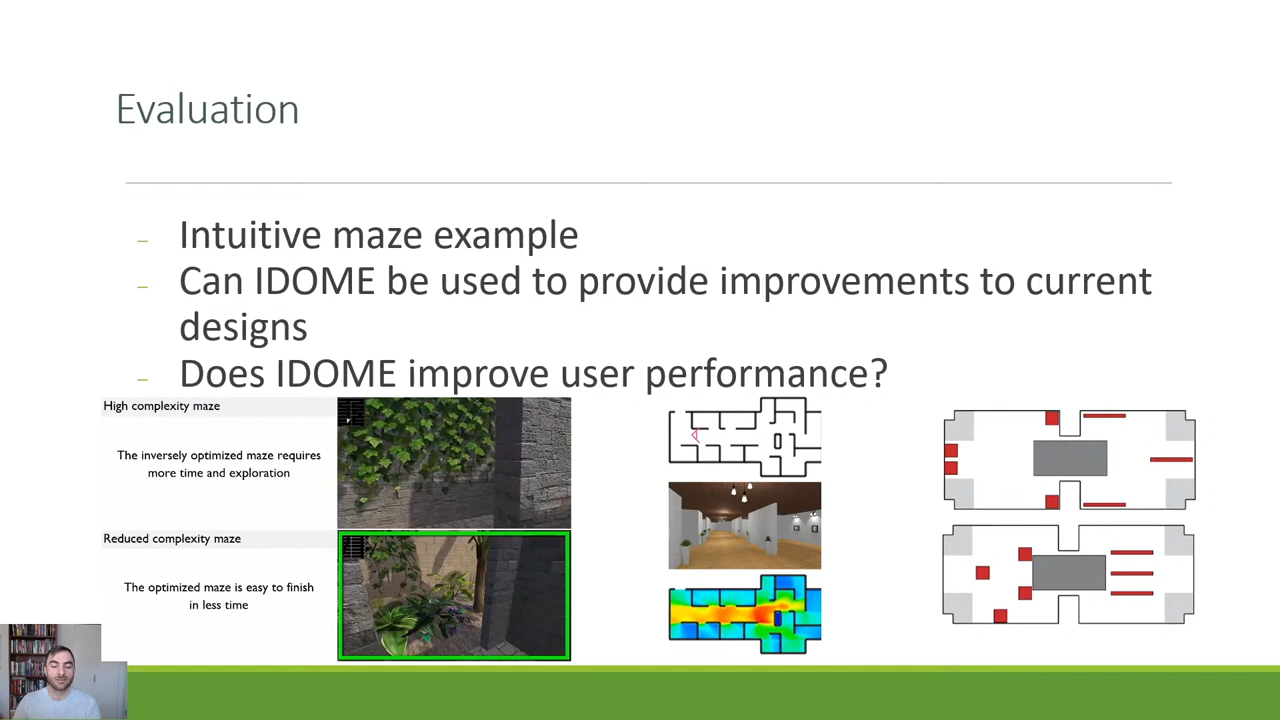 Evaluation
– Intuitive maze example
– Can IDOME be used to provide improvements to current
designs
– Does IDOME improve user performance?
High complexity maze
The inversely optimized maze requires
more time and exploration
Reduced complexity maze
The optimized maze is easy to finish
in less time